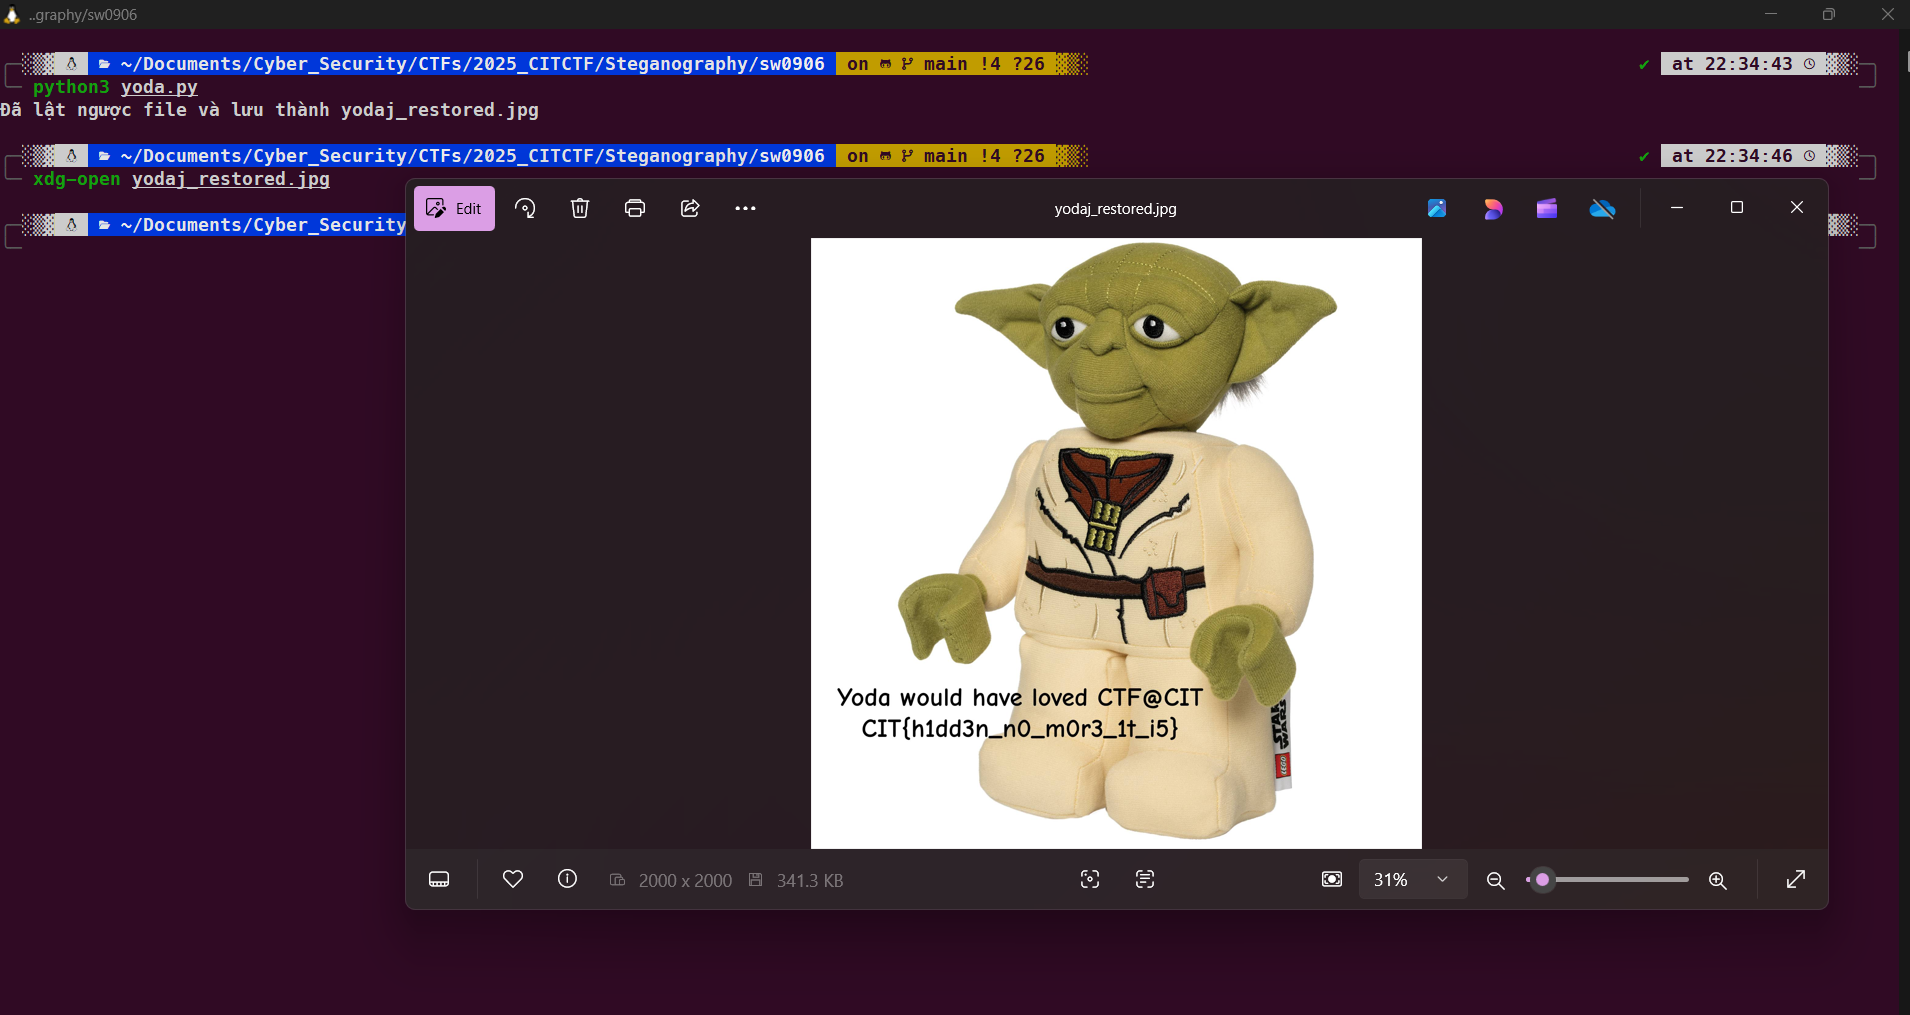 ..graphy/sw0906
~/Documents/Cyber_Security/CTFs/2025_CITCTF/Steganography/sw0906 on main !4 ?26 ✔ at 22:34:43
python3 yoda.py
Đã lật ngược file và lưu thành yodaj_restored.jpg
~/Documents/Cyber_Security/CTFs/2025_CITCTF/Steganography/sw0906 on main !4 ?26 ✔ at 22:34:46
xdg-open yodaj_restored.jpg
~/Documents/Cyber_Security
Edit
yodaj_restored.jpg
Yoda would have loved CTF@CIT
CIT{h1dd3n_n0_m0r3_1t_i5}
STAR
WARS
LEGO
2000 x 2000
341.3 KB
31%